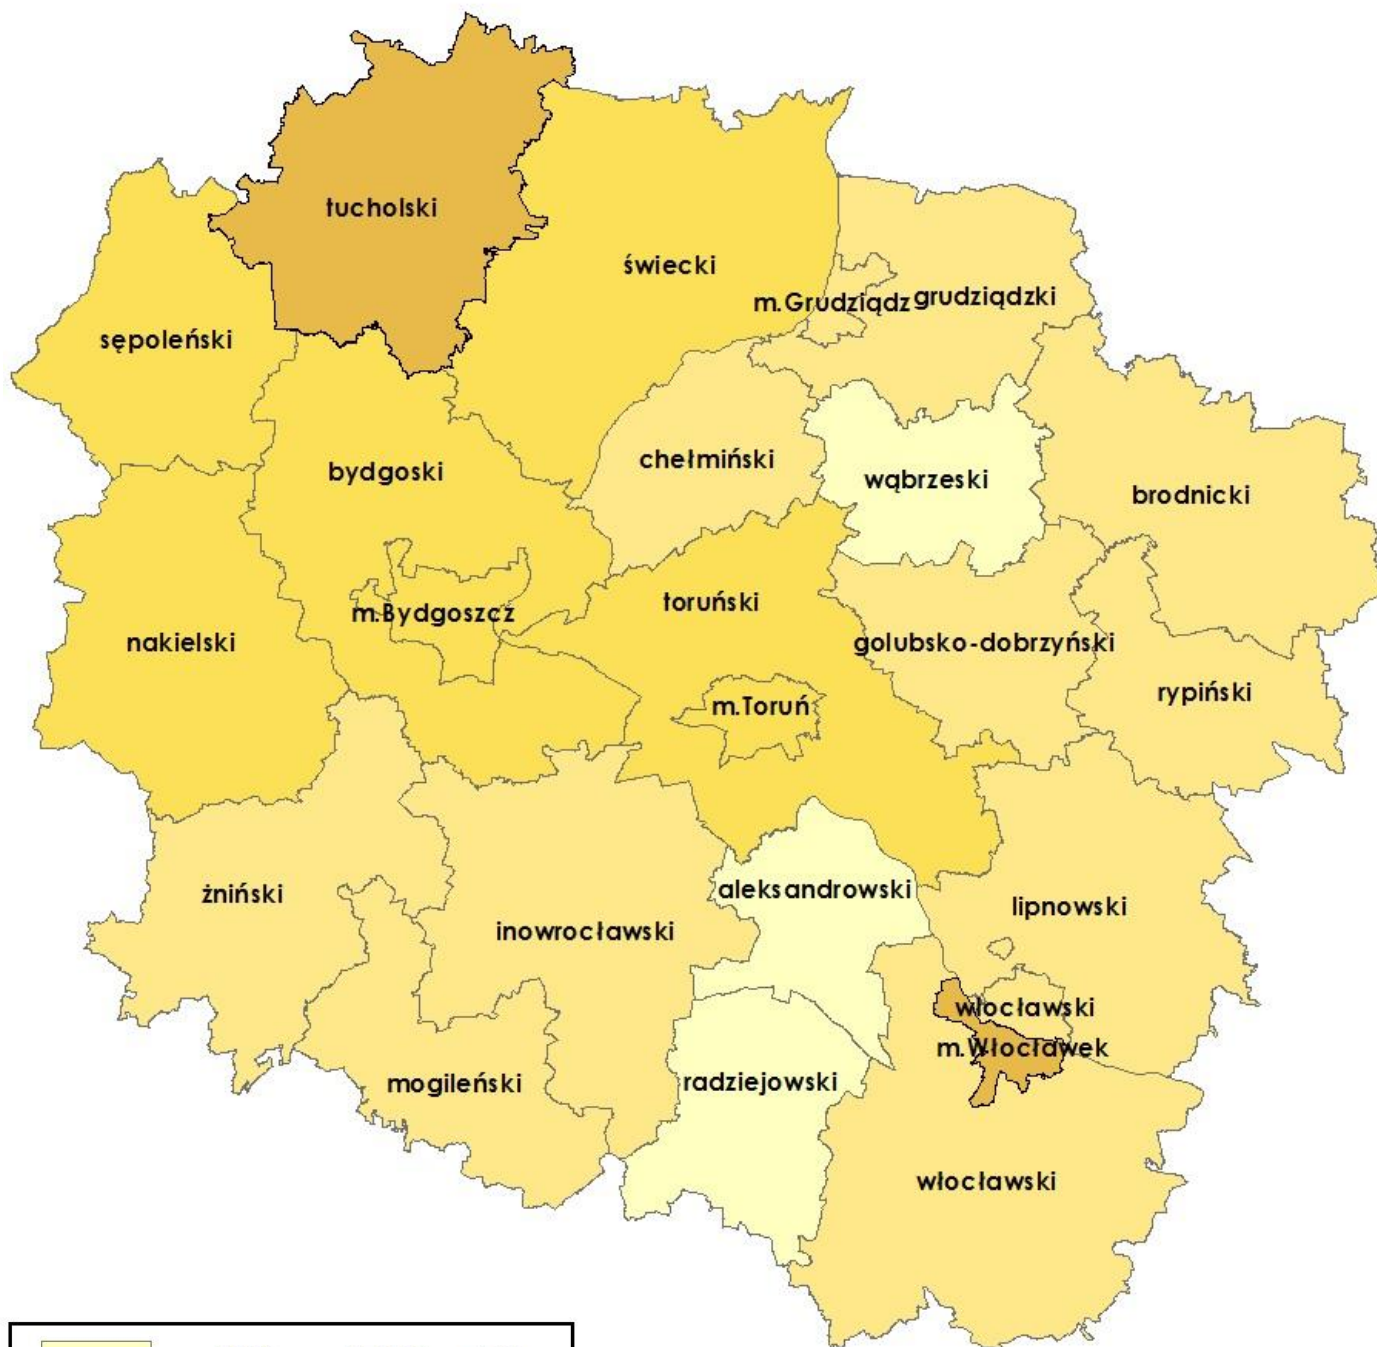 tucholski
świecki
m.Grudziądz
grudziądzki
sępoleński
chełmiński
bydgoski
wąbrzeski
brodnicki
m.Bydgoszcz
toruński
nakielski
golubsko-dobrzyński
rypiński
m.Toruń
żniński
aleksandrowski
lipnowski
inowrocławski
włocławski
m.Włocławek
mogileński
radziejowski
włocławski